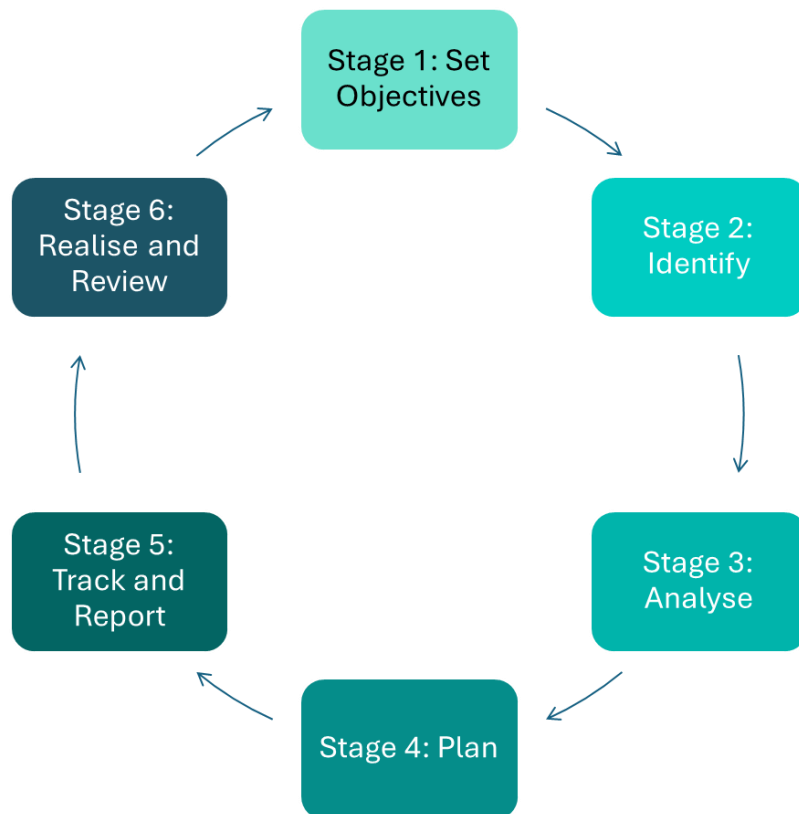 Stage 1: Set
Objectives
Stage 2:
Identify
Stage 3:
Analyse
Stage 4: Plan
Stage 5:
Track and
Report
Stage 6:
Realise and
Review